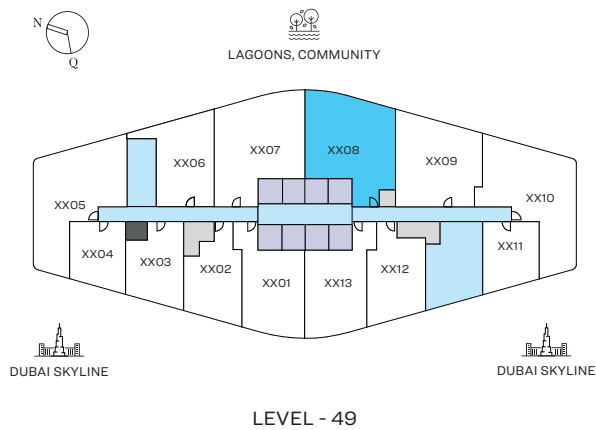 N
Q
LAGOONS, COMMUNITY
XX06
XX07
XX08
XX09
XX05
XX10
XX04
XX03
XX02
XX01
XX13
XX12
XX11
DUBAI SKYLINE
DUBAI SKYLINE
LEVEL - 49